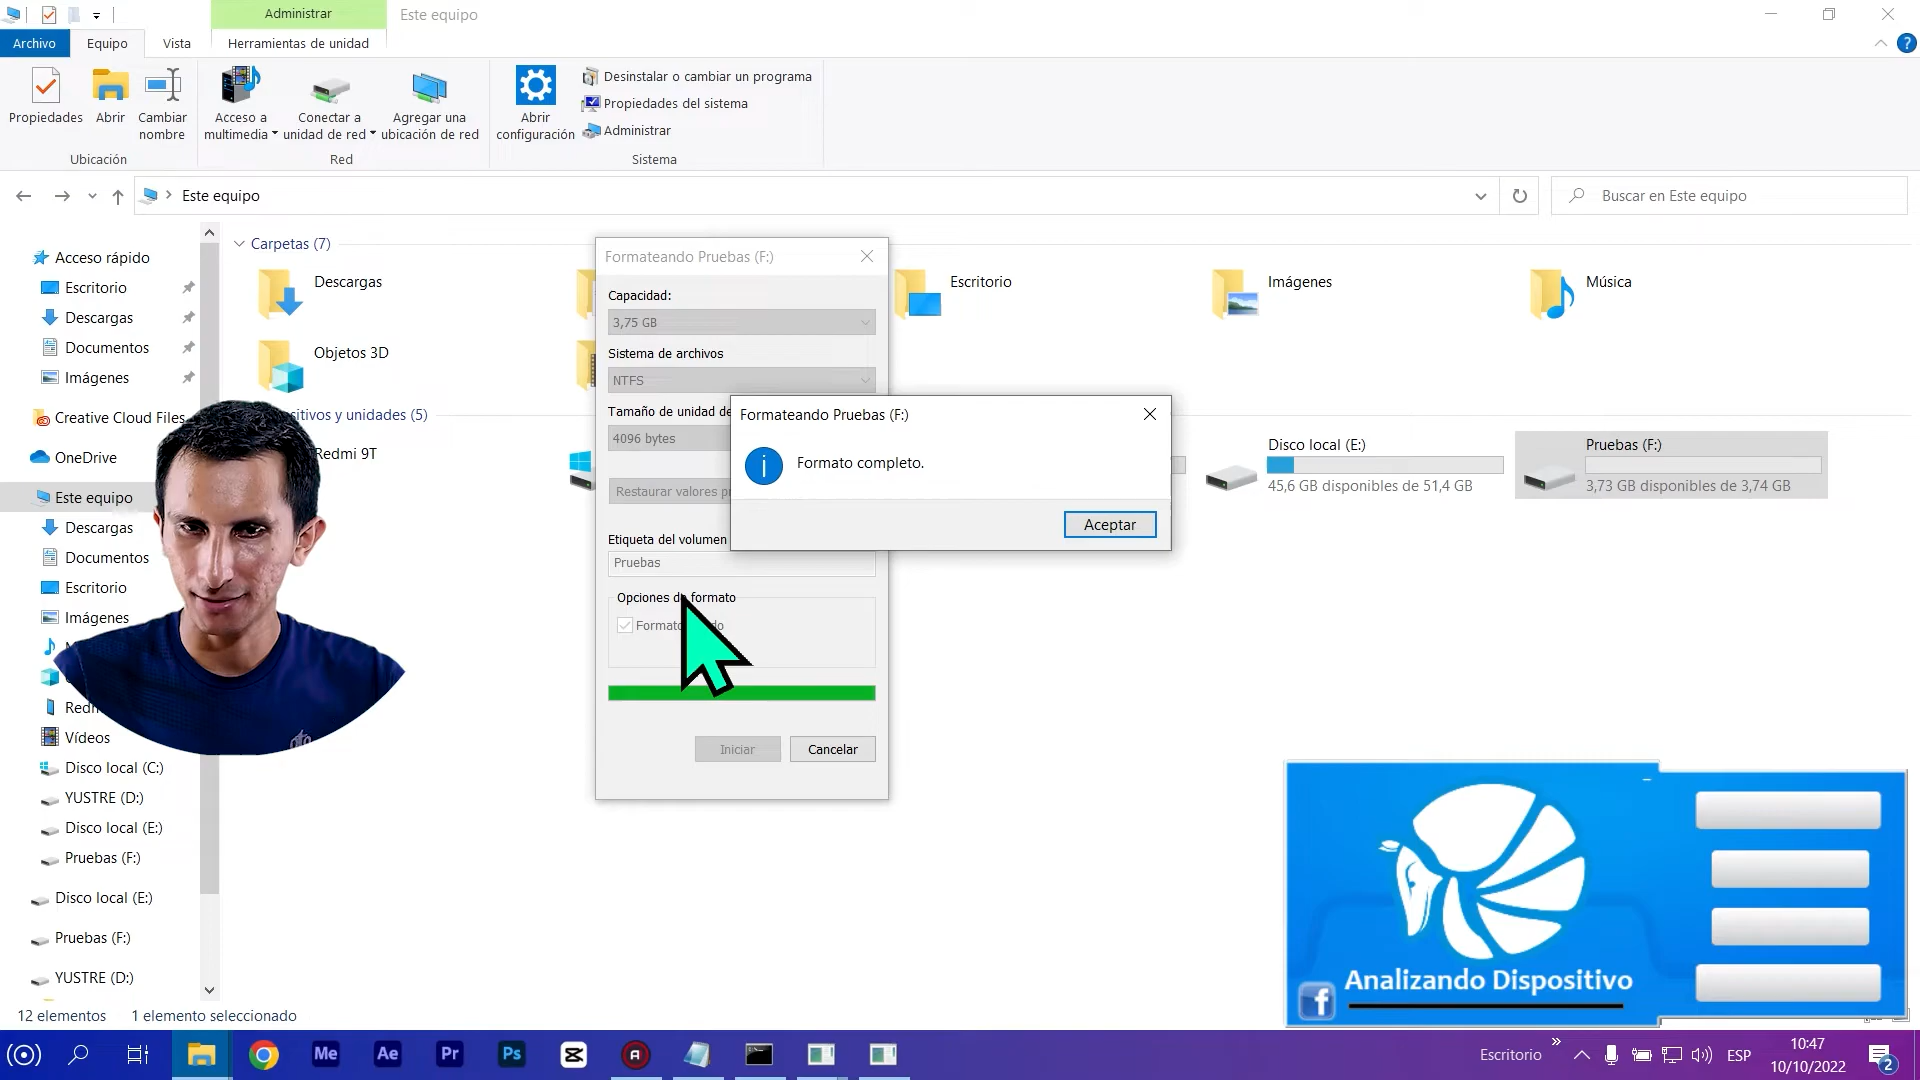 Administrar
Este equipo
Archivo
Equipo
Vista
Herramientas de unidad
Propiedades
Abrir
Cambiar
nombre
Ubicación
Acceso a
multimedia
Conectar a
unidad de red
Agregar una
ubicación de red
Red
Abrir
configuración
Desinstalar o cambiar un programa
Propiedades del sistema
Administrar
Sistema
Este equipo
Buscar en Este equipo
Acceso rápido
Escritorio
Descargas
Documentos
Imágenes
Creative Cloud Files
OneDrive
Este equipo
Descargas
Documentos
Escritorio
Imágenes
Vídeos
Disco local (C:)
YUSTRE (D:)
Disco local (E:)
Pruebas (F:)
Disco local (E:)
Pruebas (F:)
YUSTRE (D:)
Carpetas (7)
Descargas
Escritorio
Imágenes
Música
Objetos 3D
y unidades (5)
Redmi 9T
Disco local (E:)
45,6 GB disponibles de 51,4 GB
Pruebas (F:)
3,73 GB disponibles de 3,74 GB
Formateando Pruebas (F:)
Capacidad:
3,75 GB
Sistema de archivos
NTFS
Tamaño de unidad de
4096 bytes
Restaurar valores
Etiqueta del volumen
Pruebas
Opciones de formato
Iniciar
Cancelar
Formateando Pruebas (F:)
Formato completo.
Aceptar
Analizando Dispositivo
f
12 elementos
1 elemento seleccionado
Me
Ae
Pr
Ps
Escritorio
ESP
10:47
10/10/2022
2